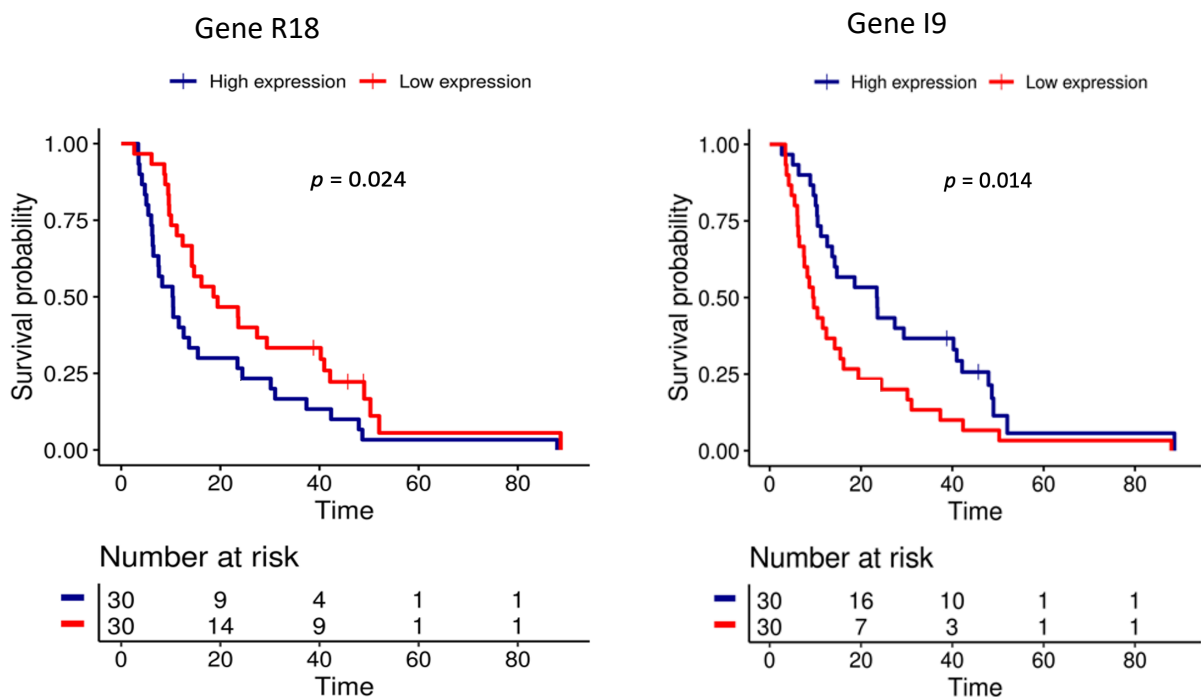 Gene R18
High expression Low expression
Survival probability
1.00
0.75
0.50
0.25
0.00
p = 0.024
0 20 40 60 80
Time
Number at risk
30 9 4 1 1
30 14 9 1 1
0 20 40 60 80
Time
Gene I9
High expression Low expression
Survival probability
1.00
0.75
0.50
0.25
0.00
p = 0.014
0 20 40 60 80
Time
Number at risk
30 16 10 1 1
30 7 3 1 1
0 20 40 60 80
Time